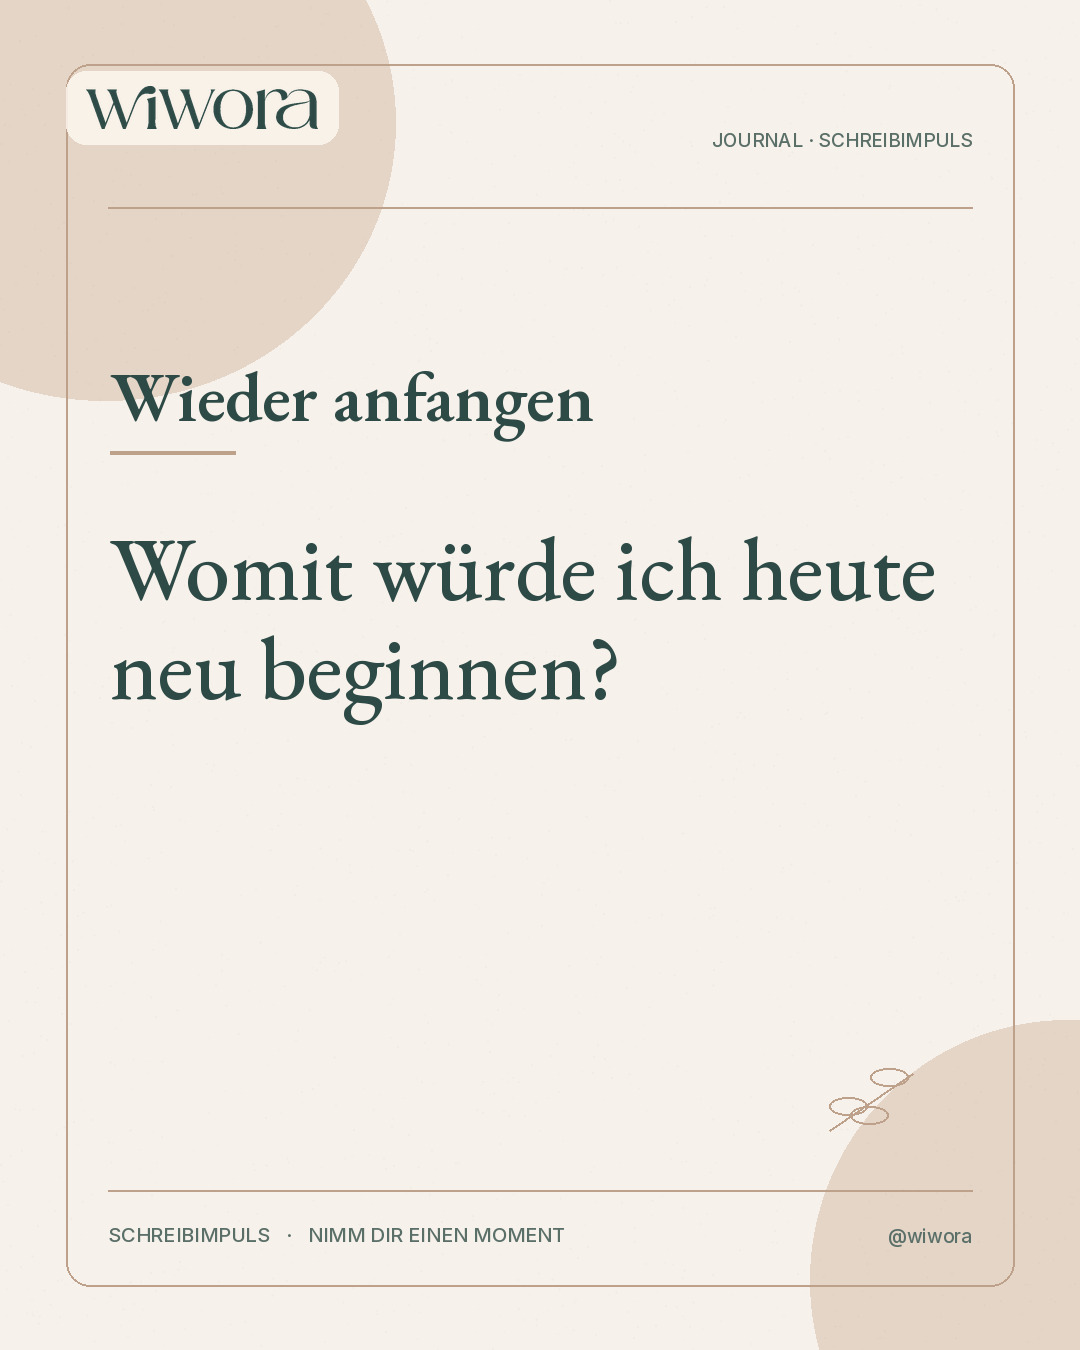 wiwora
JOURNAL · SCHREIBIMPULS
Wieder anfangen
Womit würde ich heute
neu beginnen?
SCHREIBIMPULS · NIMM DIR EINEN MOMENT
@wiwora